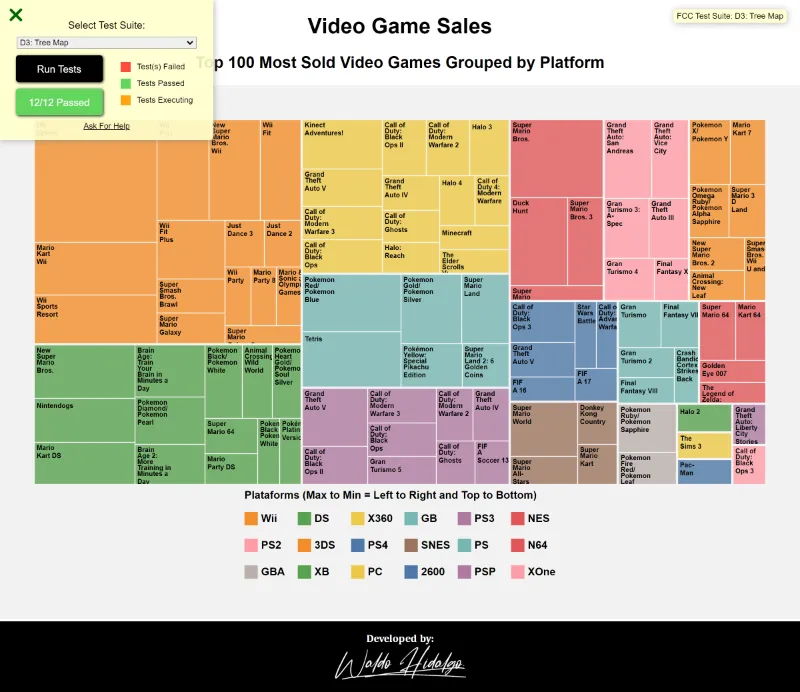 Video Game Sales
FCC Test Suite: D3: Tree Map
Select Test Suite:
D3: Tree Map
Run Tests
12/12 Passed
Test(s) Failed
Tests Passed
Tests Executing
Ask For Help
Top 100 Most Sold Video Games Grouped by Platform
New
Super
Mario
Bros.
Wii
Wii
Fit
Mario
Kart
Wii
Wii
Sports
Resort
Wii
Fit
Plus
Just
Dance 3
Just
Dance 2
Super
Smash
Bros.
Brawl
Super
Mario
Galaxy
Wii
Party
Mario
Party 8
Mario &
Sonic
Olymp
Games
Super
Mario
Kinect
Adventures!
Grand
Theft
Auto V
Call of
Duty:
Modern
Warfare 3
Call of
Duty:
Black
Ops
Call of
Duty:
Black
Ops II
Call of
Duty:
Modern
Warfare 2
Halo 3
Grand
Theft
Auto IV
Call of
Duty:
Ghosts
Halo:
Reach
Halo 4
Call of
Duty 4:
Modern
Warfare
Minecraft
The
Elder
Scrolls
Super
Mario
Bros.
Duck
Hunt
Super
Mario
Bros. 3
Super
Mario
Grand
Theft
Auto:
San
Andreas
Grand
Theft
Auto:
Vice
City
Gran
Turismo 3:
A-
Spec
Grand
Theft
Auto III
Gran
Turismo 4
Final
Fantasy X
Pokemon
X/
Pokemon Y
Mario
Kart 7
Pokemon
Omega
Ruby/
Pokemon
Alpha
Sapphire
Super
Mario 3
D
Land
New
Super
Mario
Bros. 2
Animal
Crossing:
New
Leaf
Super
Smas
Bros.
Wii
U and
New
Super
Mario
Bros.
Nintendogs
Mario
Kart DS
Brain
Age:
Train
Your
Brain in
Minutes a
Day
Pokemon
Diamond/
Pokemon
Pearl
Brain
Age 2:
More
Training in
Minutes a
Day
Pokemon
Black/
Pokemon
White
Animal
Crossing
Wild
World
Pokemo
Heart
Gold/
Pokemo
Soul
Silver
Super
Mario 64
Mario
Party DS
Poken
Black
Poken
White
Pokér
Platin
Versio
Pokemon
Red/
Pokemon
Blue
Tetris
Pokemon
Gold/
Pokemon
Silver
Super
Mario
Land
Pokémon
Yellow:
Special
Pikachu
Edition
Super
Mario
Land 2: 6
Golden
Coins
Grand
Theft
Auto V
Call of
Duty:
Black
Ops II
Call of
Duty:
Modern
Warfare 3
Call of
Duty:
Black
Ops
Gran
Turismo 5
Call of
Duty:
Modern
Warfare 2
Grand
Theft
Auto IV
Call of
Duty:
Ghosts
FIF
A
Soccer 13
Call of
Duty:
Black
Ops 3
Grand
Theft
Auto V
FIF
A 16
Star
Wars
Battle
Call o
Duty:
Advan
Warfa
FIF
A 17
Gran
Turismo
Final
Fantasy VII
Gran
Turismo 2
Final
Fantasy VIII
Crash
Bandic
Cortex
Strikes
Back
Super
Mario 64
Mario
Kart 64
Golden
Eye 007
The
Legend of
Zelda:
Super
Mario
World
Super
Mario
All-
Stars
Donkey
Kong
Country
Super
Mario
Kart
Pokemon
Ruby/
Pokemon
Sapphire
Pokemon
Fire
Red/
Pokemon
Leaf
Halo 2
The
Sims 3
Pac-
Man
Grand
Theft
Auto:
Liberty
City
Stories
Call of
Duty:
Black
Ops 3
Plataforms (Max to Min = Left to Right and Top to Bottom)
Wii DS X360 GB PS3 NES
PS2 3DS PS4 SNES PS N64
GBA XB PC 2600 PSP XOne
Developed by:
Waldo Hidalgo